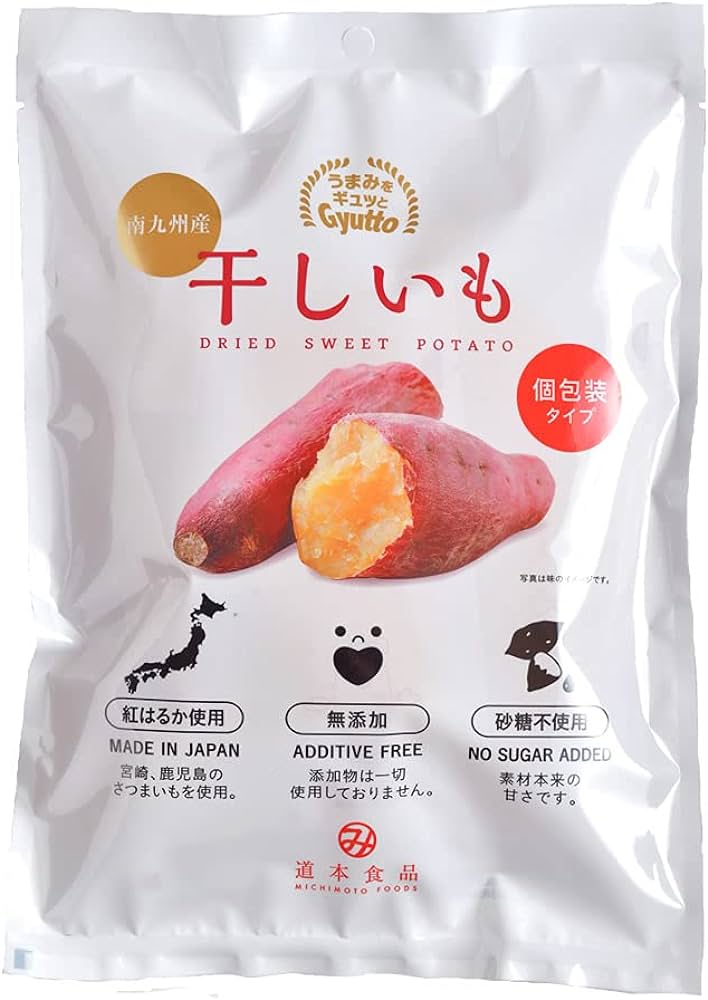 うまみを
ギュッと
Gyutto
南九州産
干しいも
DRIED SWEET POTATO
個包装
タイプ
写真は味のイメージです。
紅はるか使用
MADE IN JAPAN
宮崎、鹿児島の
さつまいもを使用。
無添加
ADDITIVE FREE
添加物は一切
使用しておりません。
砂糖不使用
NO SUGAR ADDED
素材本来の
甘さです。
み
道本食品
MICHIMOTO FOODS